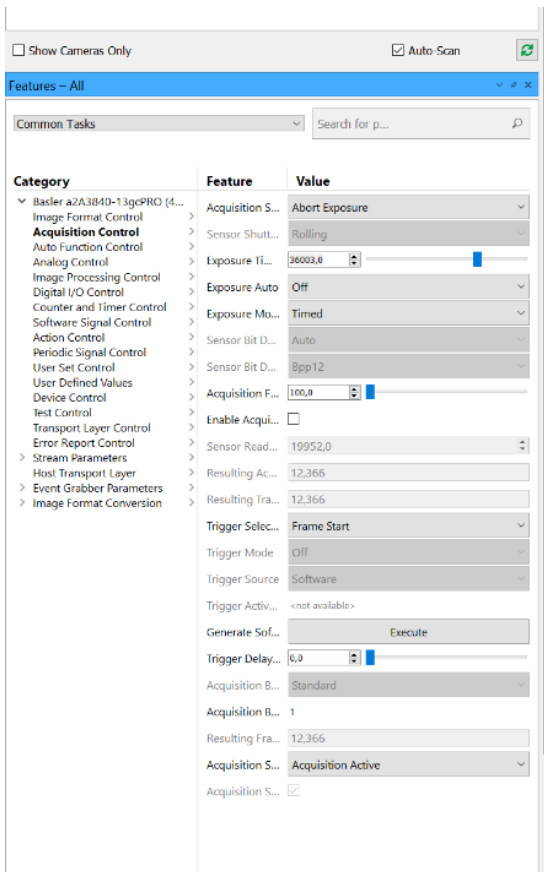 Show Cameras Only
Auto-Scan
Features – All
Common Tasks
Search for p...
Category
Feature Value
Basler a2A3840-13gcPRO (4...
Image Format Control
Acquisition Control
Auto Function Control
Analog Control
Image Processing Control
Digital I/O Control
Counter and Timer Control
Software Signal Control
Action Control
Periodic Signal Control
User Set Control
User Defined Values
Device Control
Test Control
Transport Layer Control
Error Report Control
Stream Parameters
Host Transport Layer
Event Grabber Parameters
Image Format Conversion
Acquisition S... Abort Exposure
Sensor Shutt... Rolling
Exposure Ti... 36003,0
Exposure Auto Off
Exposure Mo... Timed
Sensor Bit D... Auto
Sensor Bit D... Bpp12
Acquisition F... 100,0
Enable Acqui...
Sensor Read... 19952,0
Resulting Ac... 12,366
Resulting Tra... 12,366
Trigger Selec... Frame Start
Trigger Mode Off
Trigger Source Software
Trigger Activ... <not available>
Generate Sof... Execute
Trigger Delay... 0,0
Acquisition B... Standard
Acquisition B... 1
Resulting Fra... 12,366
Acquisition S... Acquisition Active
Acquisition S...